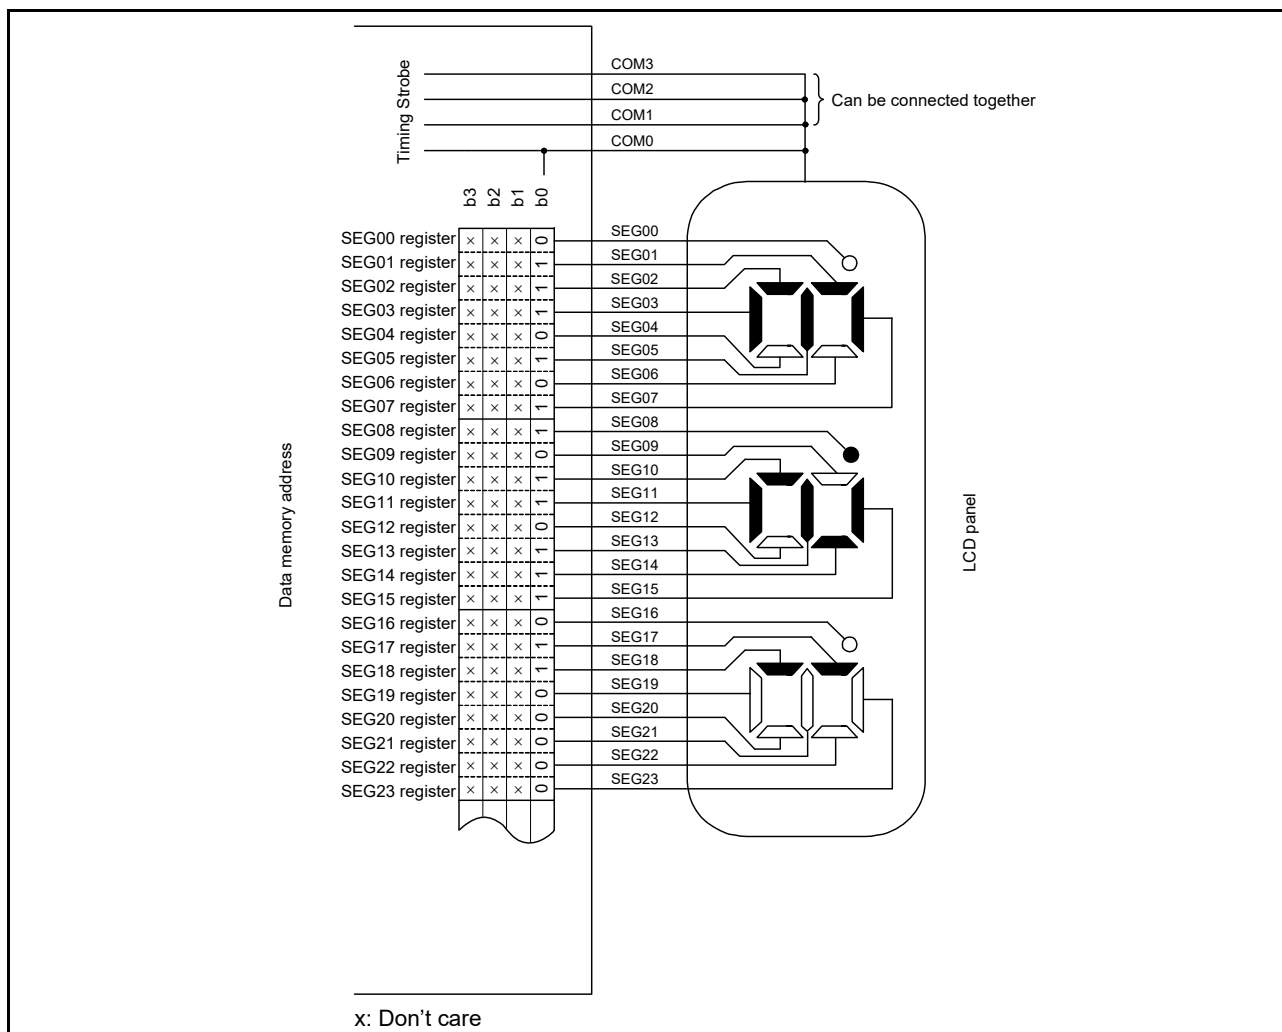 COM3
COM2
Can be connected together
COM1
COM0
Timing Strobe
b3 b2 b1 b0
SEG00 register × × × 0 SEG00
SEG01 register × × × 1 SEG01
SEG02 register × × × 1 SEG02
SEG03 register × × × 1 SEG03
SEG04 register × × × 0 SEG04
SEG05 register × × × 1 SEG05
SEG06 register × × × 0 SEG06
SEG07 register × × × 1 SEG07
SEG08 register × × × 1 SEG08
SEG09 register × × × 0 SEG09
SEG10 register × × × 1 SEG10
SEG11 register × × × 1 SEG11
SEG12 register × × × 0 SEG12
SEG13 register × × × 1 SEG13
SEG14 register × × × 1 SEG14
SEG15 register × × × 1 SEG15
SEG16 register × × × 0 SEG16
SEG17 register × × × 1 SEG17
SEG18 register × × × 1 SEG18
SEG19 register × × × 0 SEG19
SEG20 register × × × 0 SEG20
SEG21 register × × × 0 SEG21
SEG22 register × × × 0 SEG22
SEG23 register × × × 0 SEG23
Data memory address
LCD panel
x: Don't care